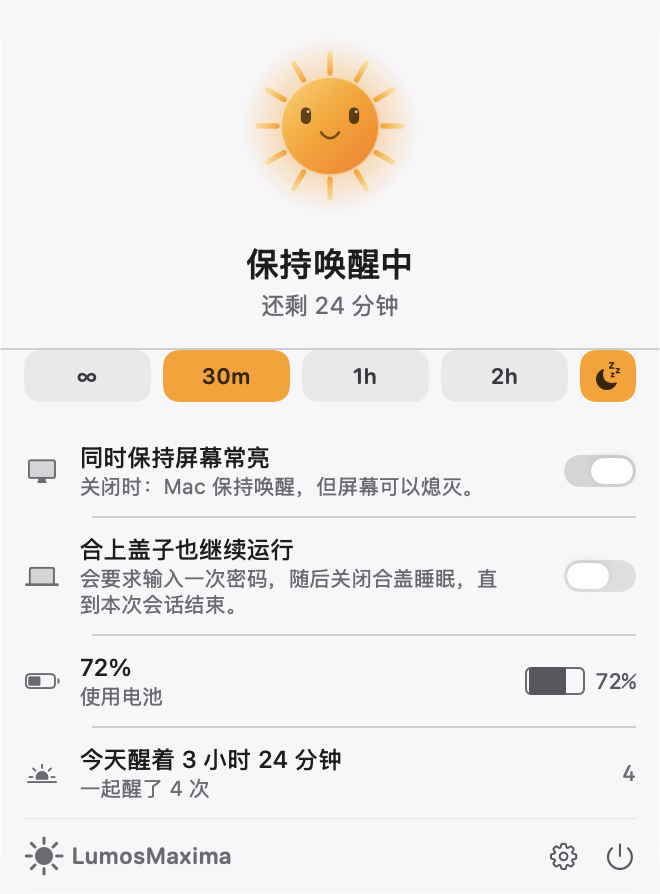 保持唤醒中
还剩 24 分钟
∞
30m
1h
2h
zzz
同时保持屏幕常亮
关闭时：Mac 保持唤醒，但屏幕可以熄灭。
合上盖子也继续运行
会要求输入一次密码，随后关闭合盖睡眠，直
到本次会话结束。
72%
使用电池
72%
今天醒着 3 小时 24 分钟
一起醒了 4 次
4
LumosMaxima